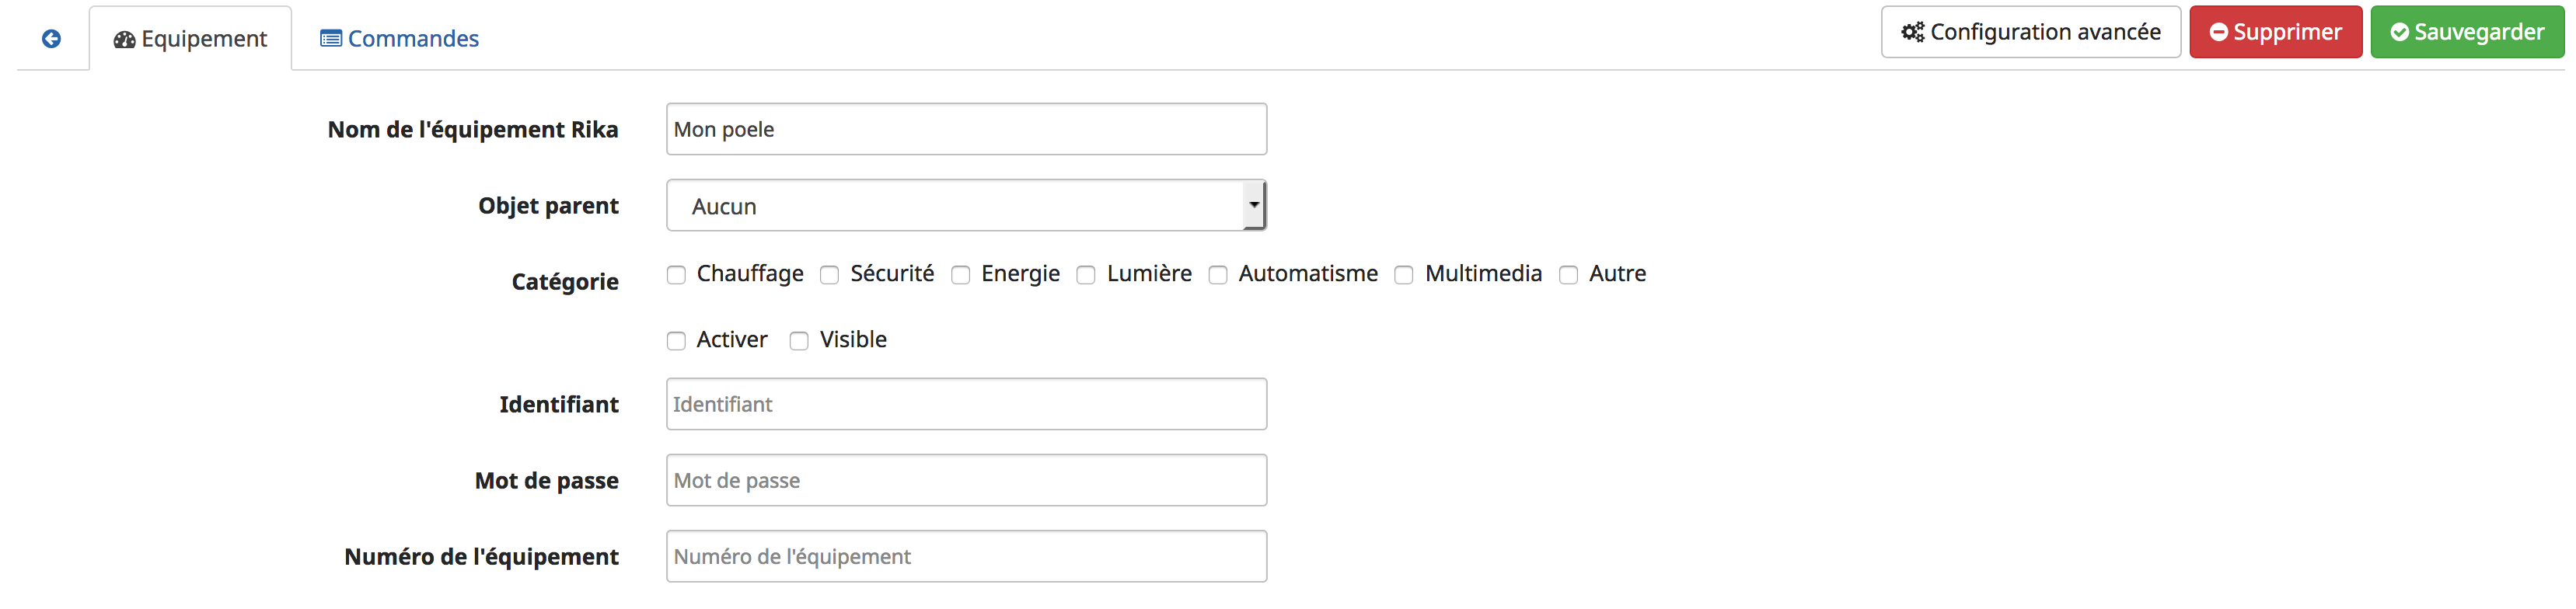 Equipement Commandes Configuration avancée Supprimer Sauvegarder
Nom de l'équipement Rika Mon poele
Objet parent Aucun
Catégorie Chauffage Sécurité Energie Lumière Automatisme Multimedia Autre
Activer Visible
Identifiant Identifiant
Mot de passe Mot de passe
Numéro de l'équipement Numéro de l'équipement